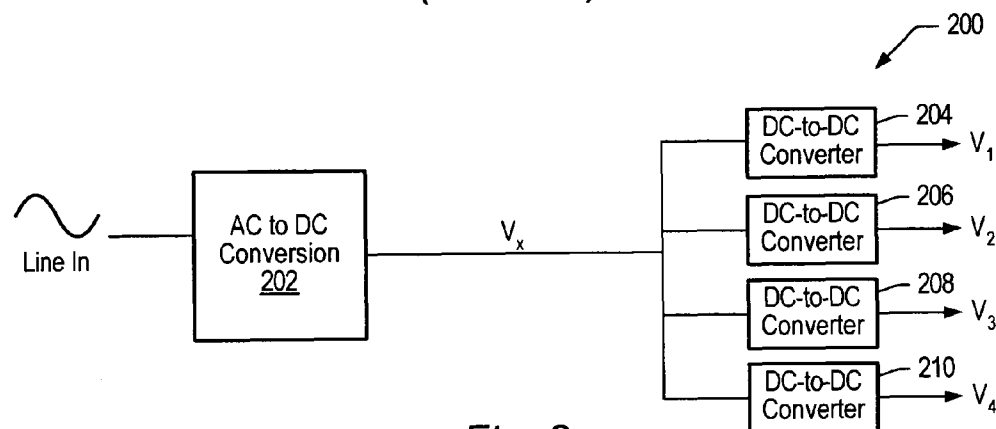 200
DC-to-DC
Converter
204
V1
DC-to-DC
Converter
206
V2
AC to DC
Conversion
202
Line In
Vx
DC-to-DC
Converter
208
V3
DC-to-DC
Converter
210
V4